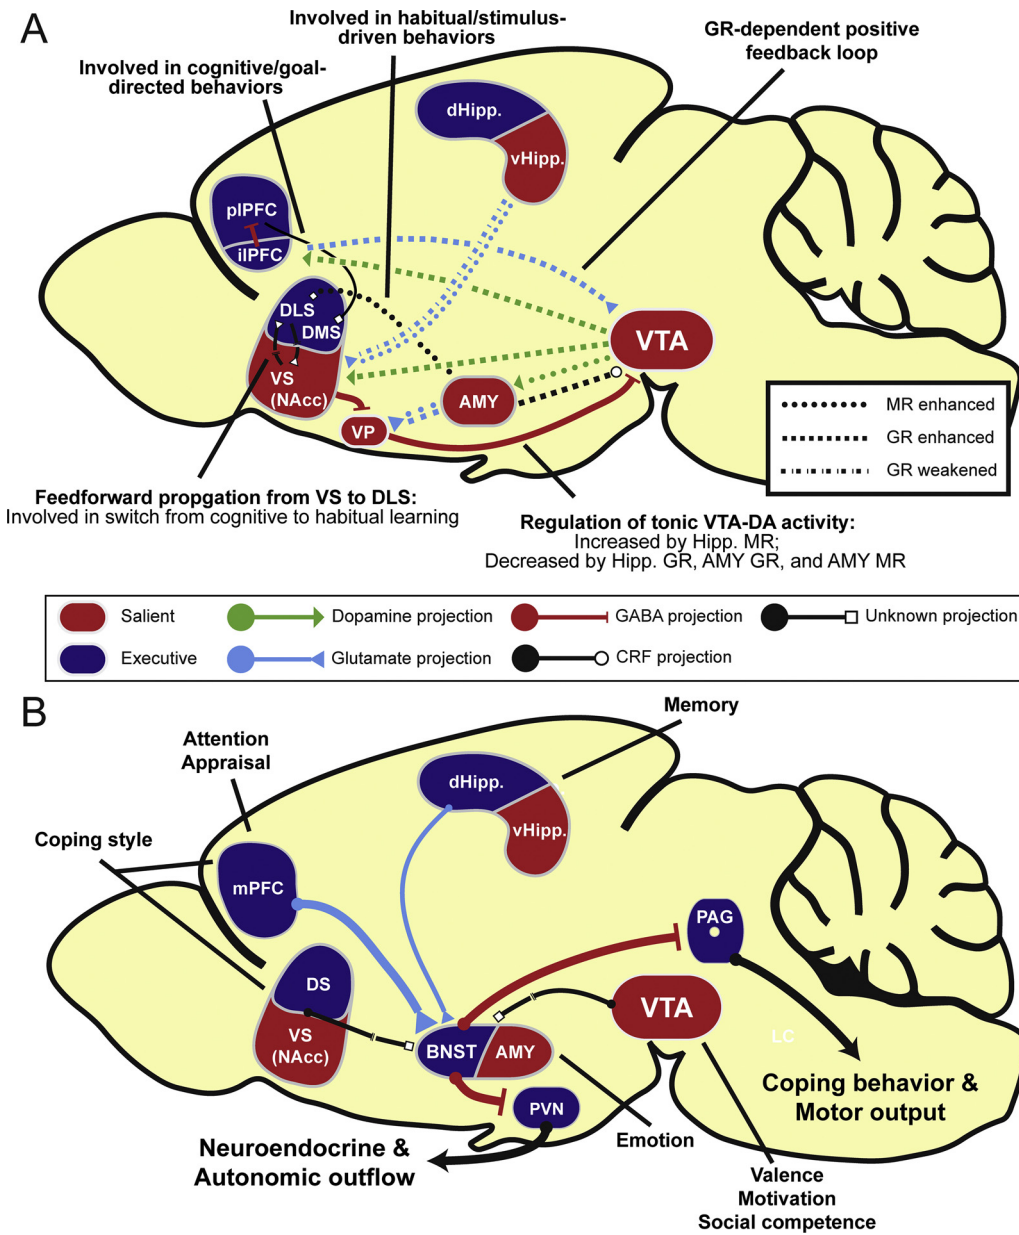 A
Involved in habitual/stimulus-
driven behaviors
GR-dependent positive
feedback loop
Involved in cognitive/goal-
directed behaviors
dHipp.
vHipp.
plPFC
ilPFC
DLS
DMS
VS
(NAcc)
VP
AMY
VTA
MR enhanced
GR enhanced
GR weakened
Feedforward propgation from VS to DLS:
Involved in switch from cognitive to habitual learning
Regulation of tonic VTA-DA activity:
Increased by Hipp. MR;
Decreased by Hipp. GR, AMY GR, and AMY MR
Salient
Dopamine projection
GABA projection
Unknown projection
Executive
Glutamate projection
CRF projection
B
Memory
Attention
Appraisal
Coping style
dHipp.
vHipp.
mPFC
PAG
DS
VS
(NAcc)
VTA
LC
BNST
AMY
PVN
Coping behavior &
Motor output
Emotion
Neuroendocrine &
Autonomic outflow
Valence
Motivation
Social competence